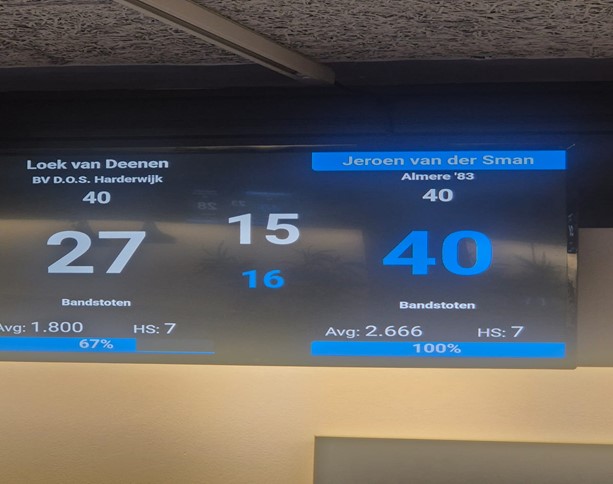 Loek van Deenen
BV D.O.S. Harderwijk
40
27
Bandstoten
Avg: 1.800 HS: 7
67%
15
16
Jeroen van der Sman
Almere '83
40
40
Bandstoten
Avg: 2.666 HS: 7
100%